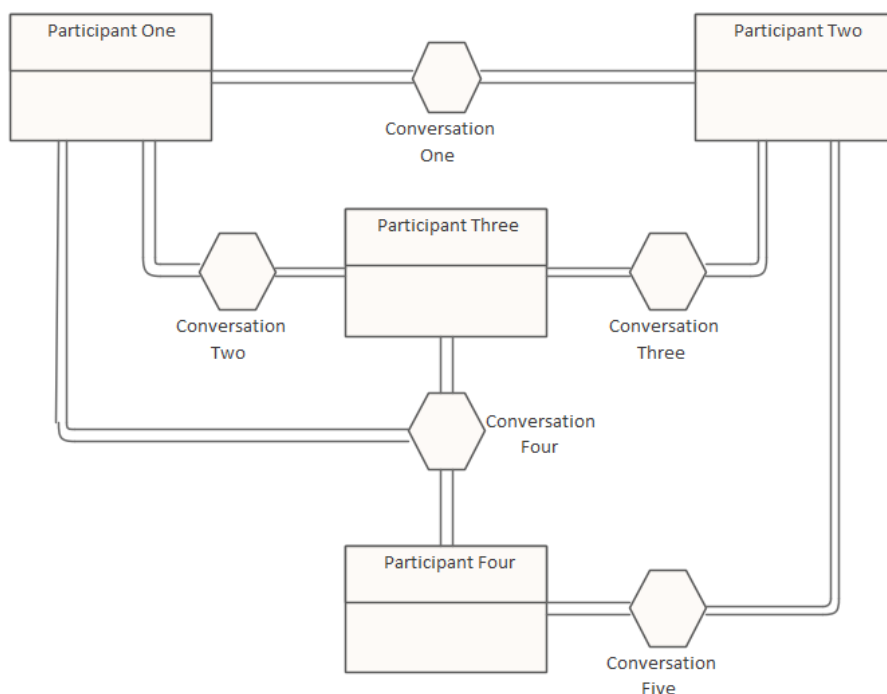 Participant One
Participant Two
Conversation
One
Participant Three
Conversation
Two
Conversation
Three
Conversation
Four
Participant Four
Conversation
Five